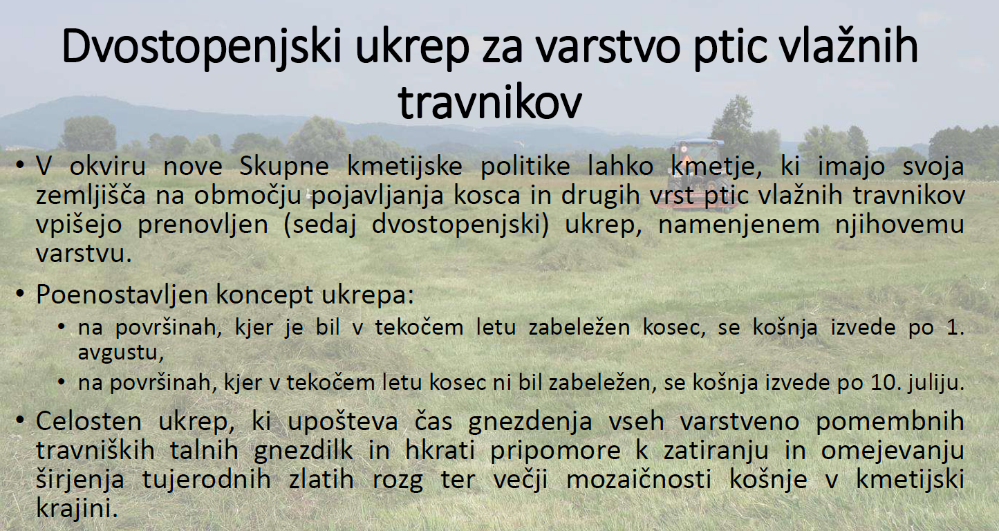 Dvostopenjski ukrep za varstvo ptic vlažnih
travnikov
• V okviru nove Skupne kmetijske politike lahko kmetje, ki imajo svoja
zemljišča na območju pojavljanja kosca in drugih vrst ptic vlažnih travnikov
vpišejo prenovljen (sedaj dvostopenjski) ukrep, namenjenem njihovemu
varstvu.
• Poenostavljen koncept ukrepa:
• na površinah, kjer je bil v tekočem letu zabeležen kosec, se košnja izvede po 1.
avgustu,
• na površinah, kjer v tekočem letu kosec ni bil zabeležen, se košnja izvede po 10. juliju.
• Celosten ukrep, ki upošteva čas gnezdenja vseh varstveno pomembnih
travniških talnih gnezdilk in hkrati pripomore k zatiranju in omejevanju
širjenja tujerodnih zlatih rozg ter večji mozaičnosti košnje v kmetijski
krajini.